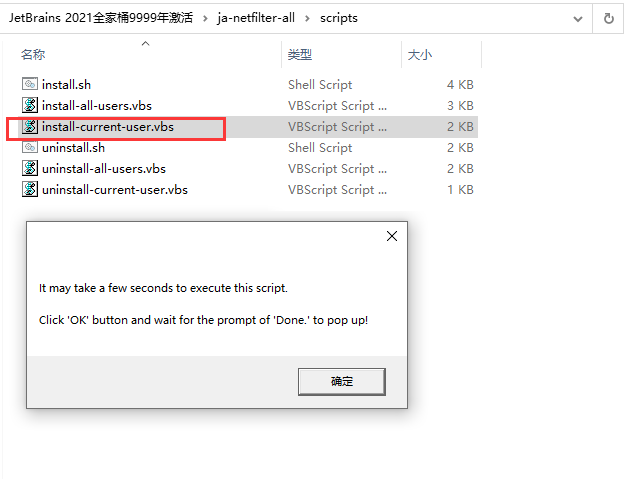 JetBrains 2021全家桶9999年激活 > ja-netfilter-all > scripts
名称 类型 大小
install.sh Shell Script 4 KB
install-all-users.vbs VBScript Script ... 3 KB
install-current-user.vbs VBScript Script ... 2 KB
uninstall.sh Shell Script 2 KB
uninstall-all-users.vbs VBScript Script ... 2 KB
uninstall-current-user.vbs VBScript Script ... 1 KB
It may take a few seconds to execute this script.
Click 'OK' button and wait for the prompt of 'Done.' to pop up!
确定